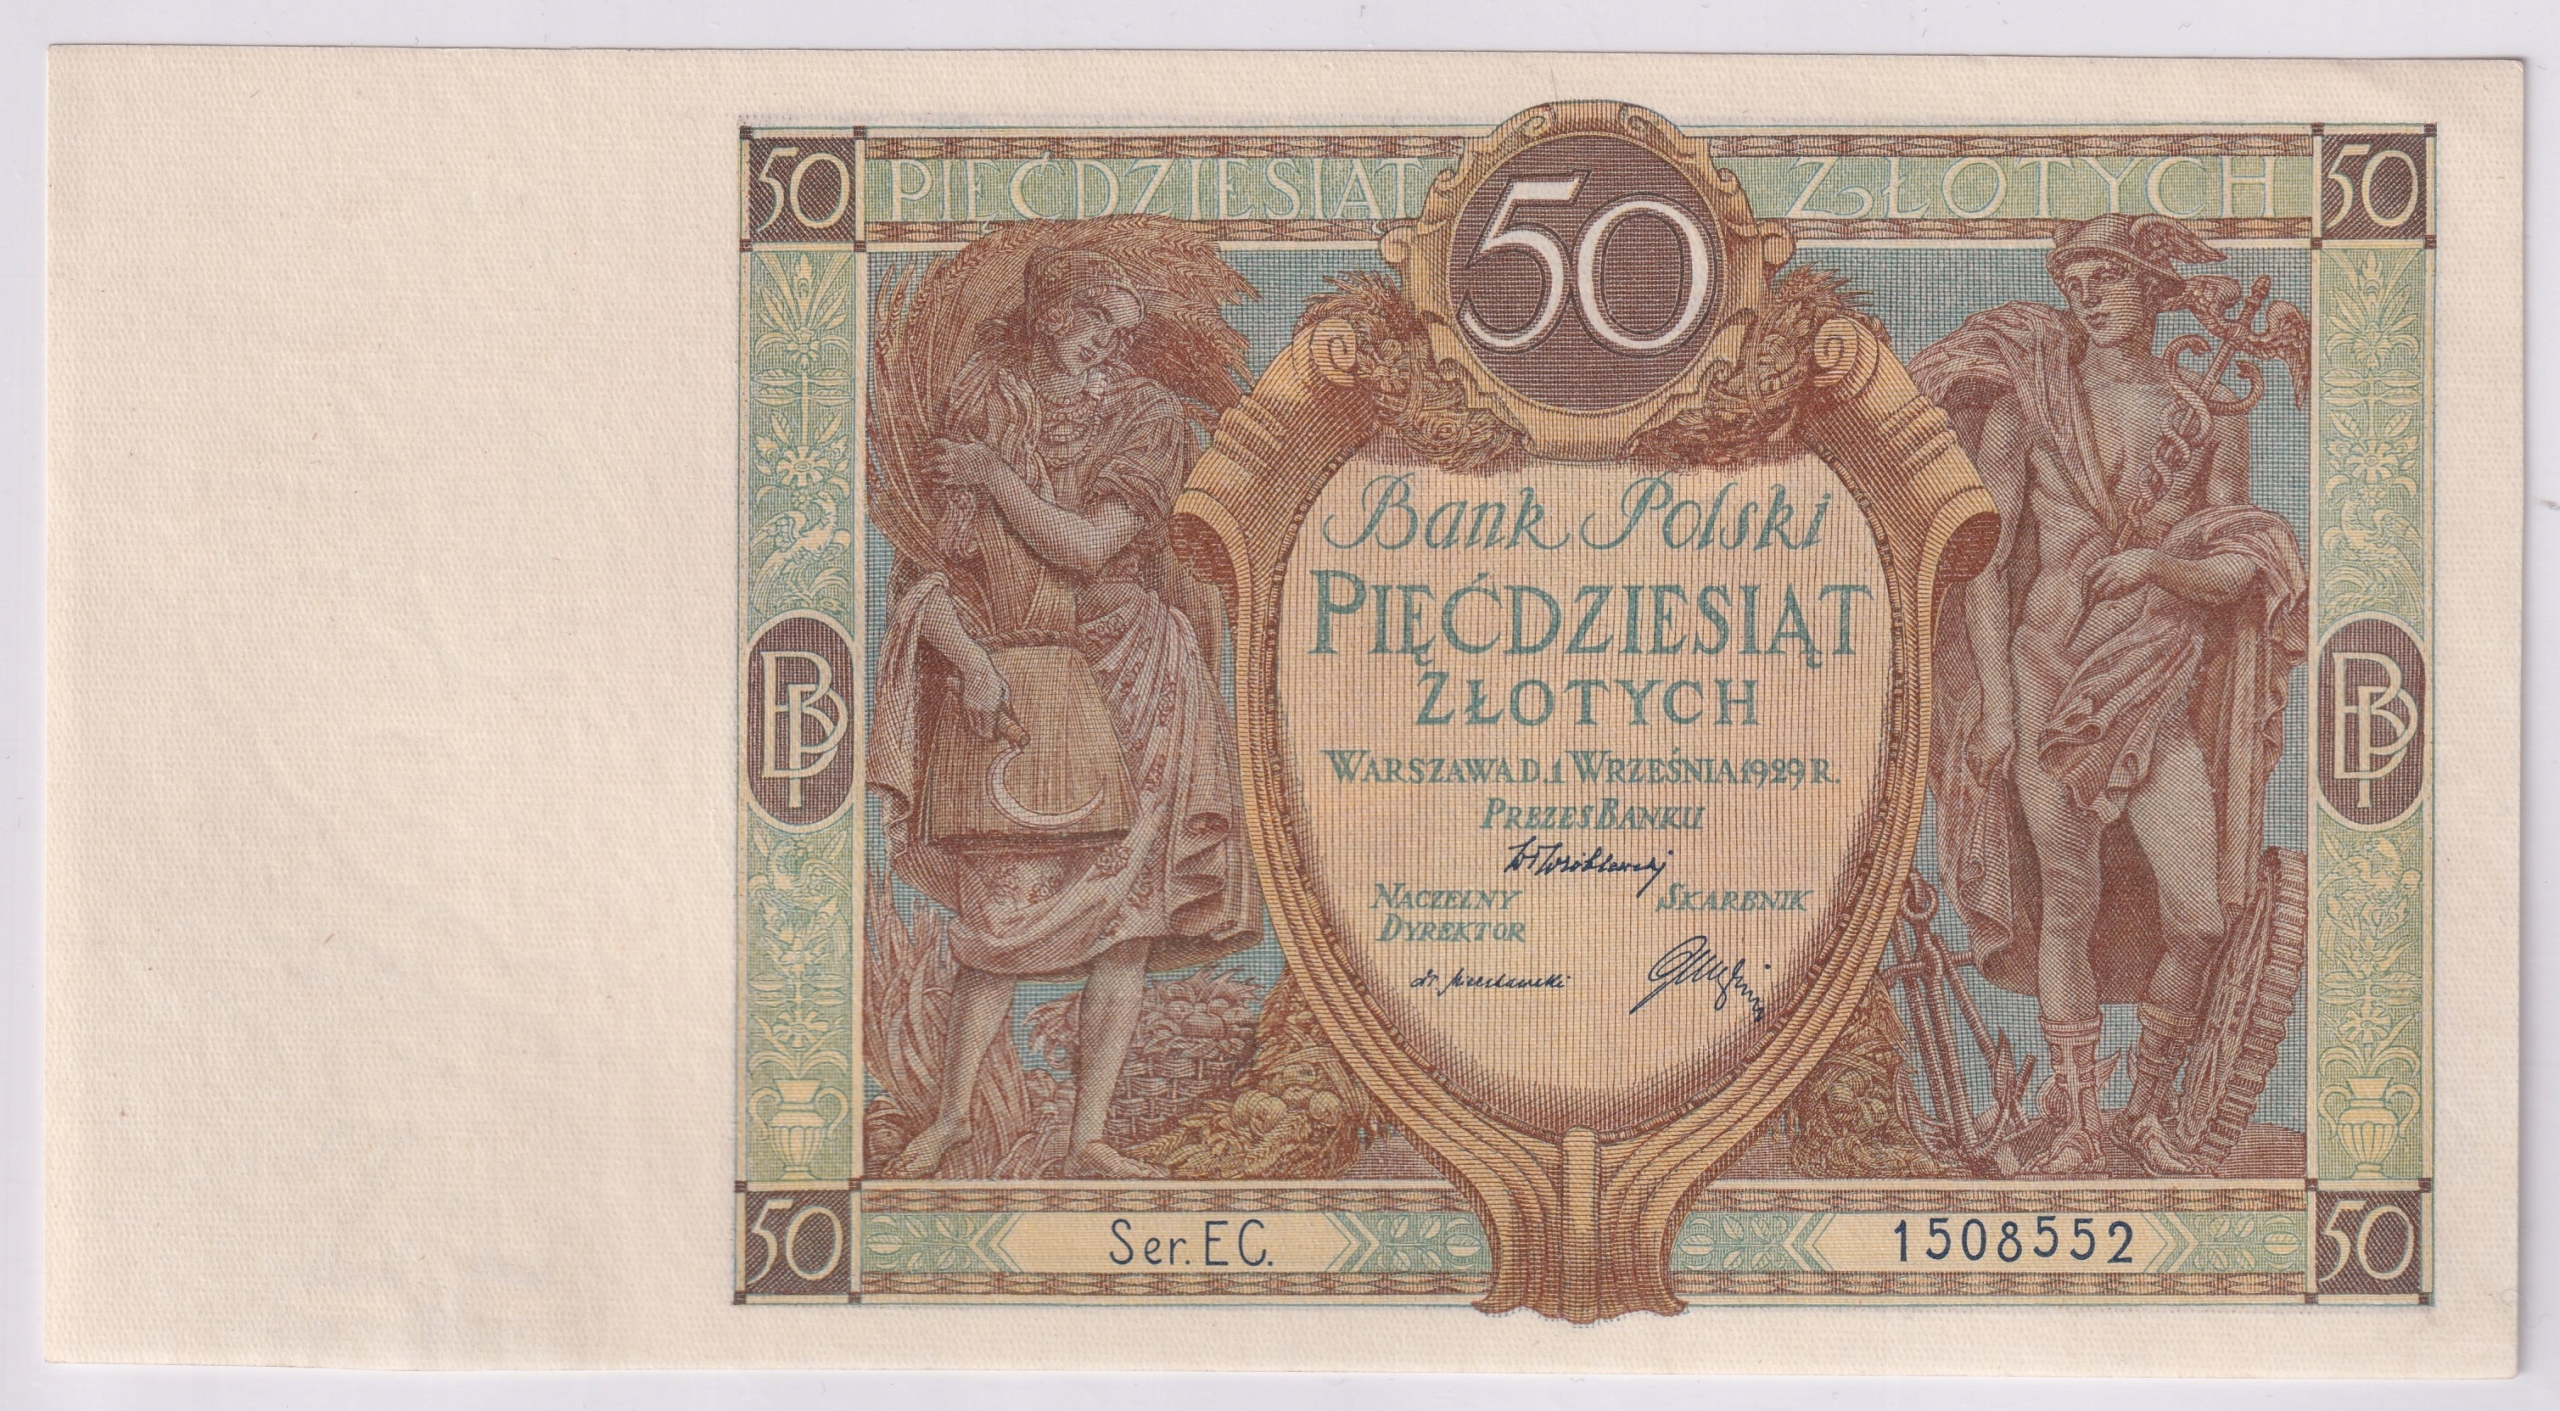 50 PIĘĆDZIESIĄT 50 ZŁOTYCH 50
Bank Polski
PIĘĆDZIESIĄT
ZŁOTYCH
WARSZAWA D. 1 WRZEŚNIA 1929 R.
PREZES BANKU
NACZELNY SKARBNIK
DYREKTOR
BP BP
50 Ser. EC. 1508552 50